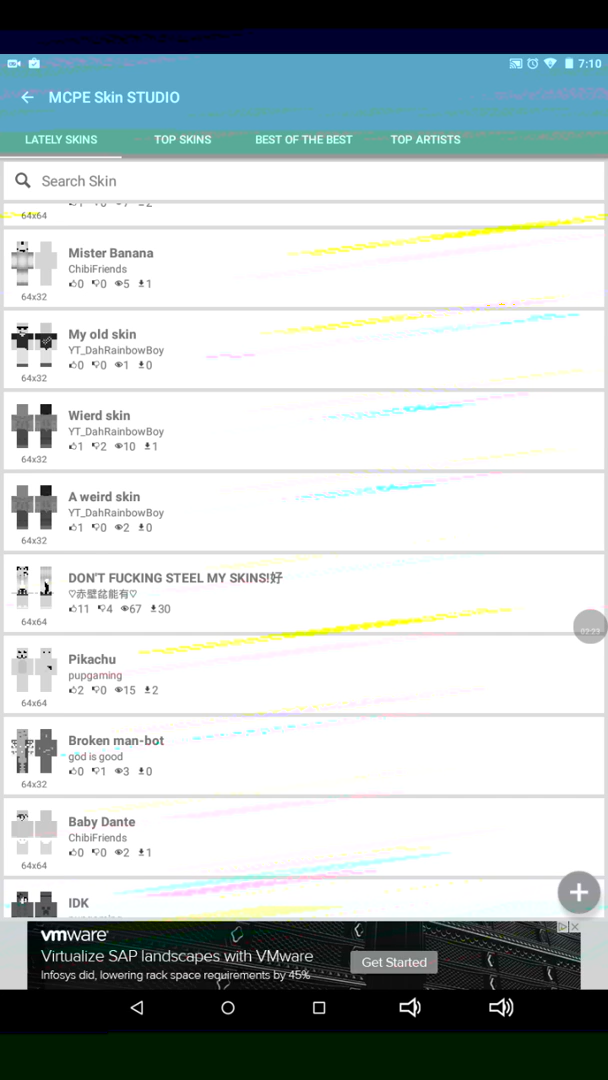 7:10
MCPE Skin STUDIO
LATELY SKINS TOP SKINS BEST OF THE BEST TOP ARTISTS
Search Skin
64x64
Mister Banana
ChibiFriends
0 0 5 1
64x32
My old skin
YT_DahRainbowBoy
0 0 1 0
64x32
Wierd skin
YT_DahRainbowBoy
1 2 10 1
64x32
A weird skin
YT_DahRainbowBoy
1 0 2 0
64x32
DON'T FUCKING STEEL MY SKINS!好
♡赤壁盆能有♡
11 4 67 30
64x64
02:23
Pikachu
pupgaming
2 0 15 2
64x64
Broken man-bot
god is good
0 1 3 0
64x32
Baby Dante
ChibiFriends
0 0 2 1
64x64
IDK
vmware
Virtualize SAP landscapes with VMware
Infosys did, lowering rack space requirements by 45%
Get Started